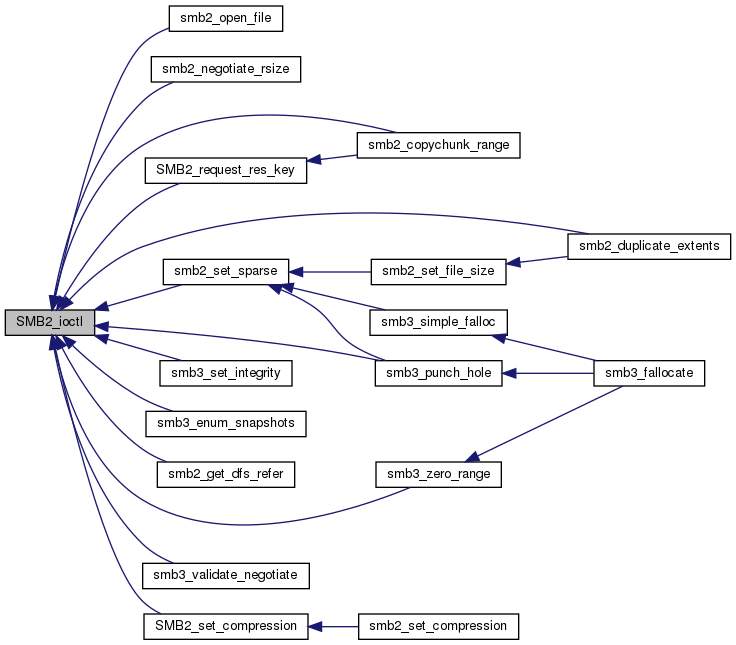 smb2_open_file
smb2_negotiate_rsize
smb2_copychunk_range
SMB2_request_res_key
smb2_duplicate_extents
smb2_set_sparse
smb2_set_file_size
SMB2_ioctl
smb3_simple_falloc
smb3_set_integrity
smb3_punch_hole
smb3_fallocate
smb3_enum_snapshots
smb2_get_dfs_refer
smb3_zero_range
smb3_validate_negotiate
SMB2_set_compression
smb2_set_compression